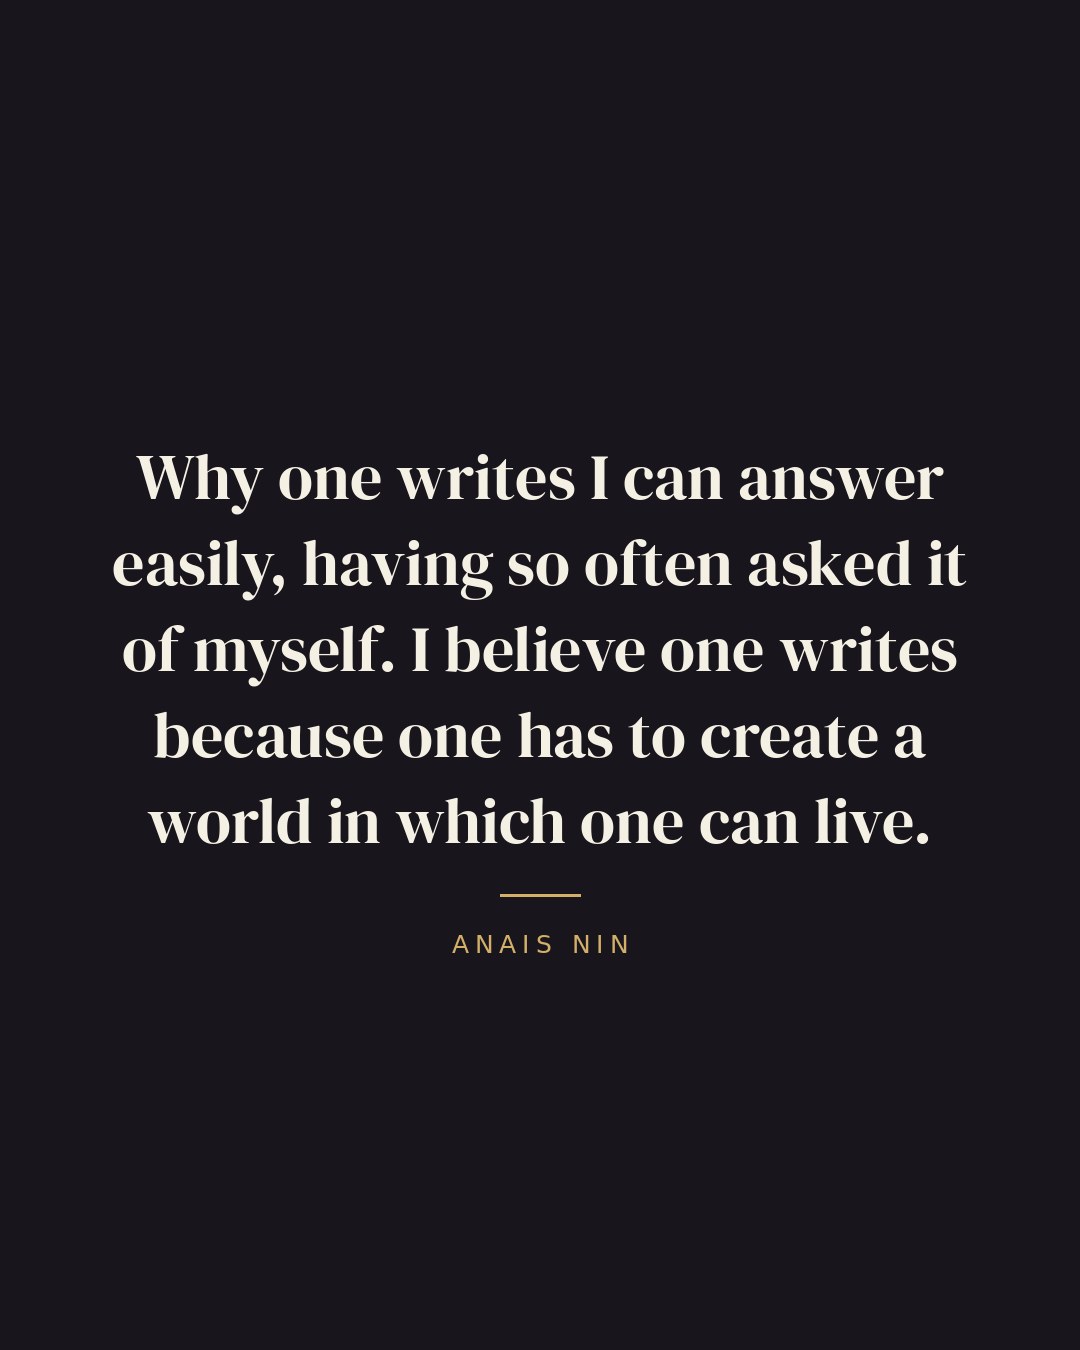 Why one writes I can answer
easily, having so often asked it
of myself. I believe one writes
because one has to create a
world in which one can live.
ANAIS NIN